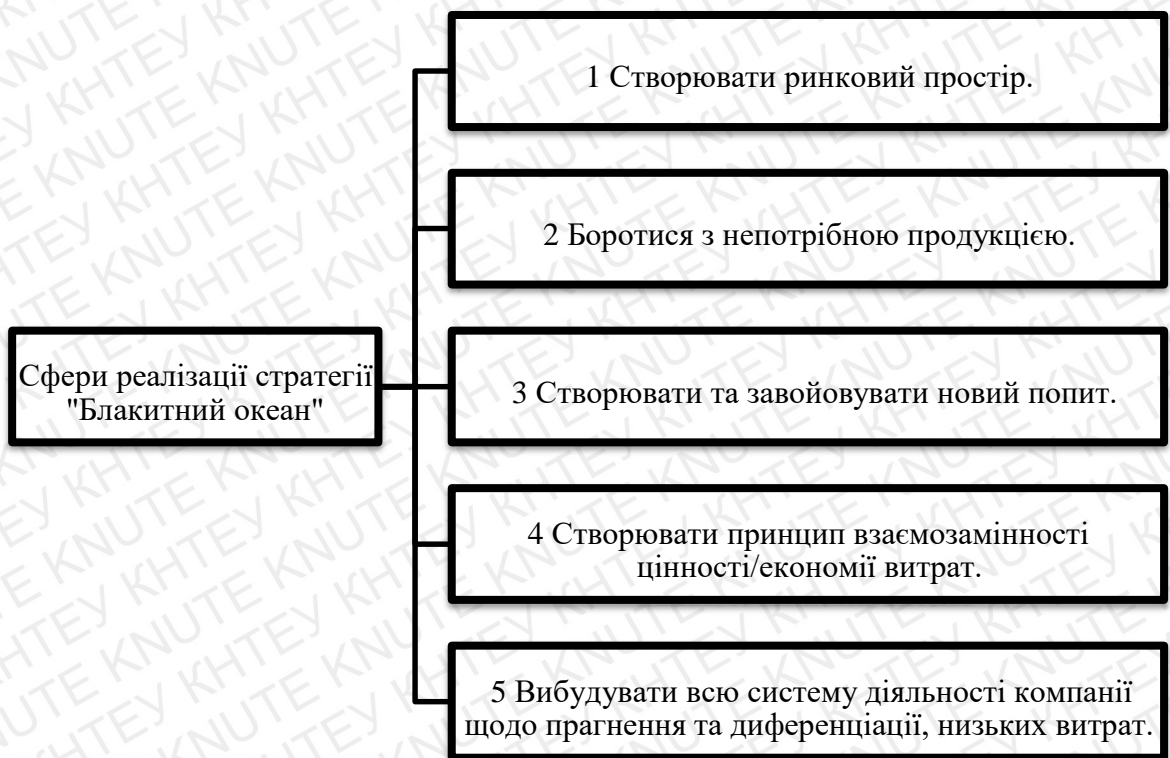 1 Створювати ринковий простір.
2 Боротися з непотрібною продукцією.
Сфери реалізації стратегії
"Блакитний океан"
3 Створювати та завойовувати новий попит.
4 Створювати принцип взаємозамінності
цінності/економії витрат.
5 Вибудувати всю систему діяльності компанії
щодо прагнення та диференціації, низьких витрат.